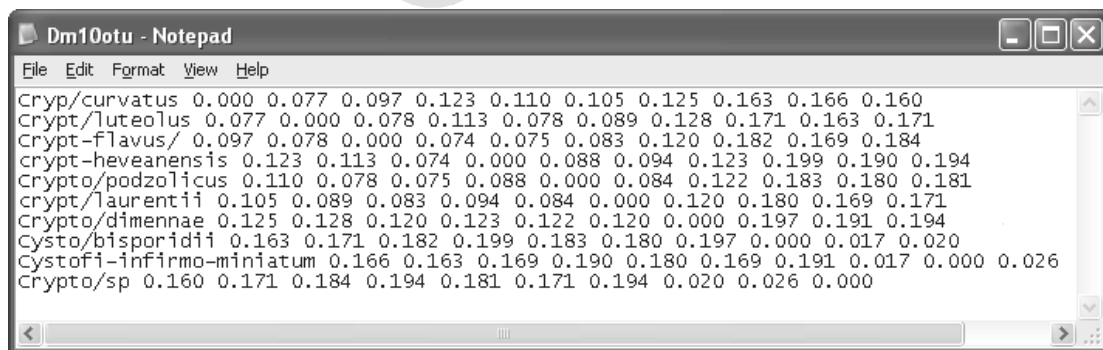 Dm10otu - Notepad
File Edit Format View Help
Cryp/curvatus 0.000 0.077 0.097 0.123 0.110 0.105 0.125 0.163 0.166 0.160
Crypt/luteolus 0.077 0.000 0.078 0.113 0.078 0.089 0.128 0.171 0.163 0.171
Crypt-flavus/ 0.097 0.078 0.000 0.074 0.075 0.083 0.120 0.182 0.169 0.184
crypt-heveanensis 0.123 0.113 0.074 0.000 0.088 0.094 0.123 0.199 0.190 0.194
Crypto/podzolicus 0.110 0.078 0.075 0.088 0.000 0.084 0.122 0.183 0.180 0.181
crypt/laurentii 0.105 0.089 0.083 0.094 0.084 0.000 0.120 0.180 0.169 0.171
Crypto/dimennae 0.125 0.128 0.120 0.123 0.122 0.120 0.000 0.197 0.191 0.194
Cysto/bisporidii 0.163 0.171 0.182 0.199 0.183 0.180 0.197 0.000 0.017 0.020
Cystofi-infirmo-miniatum 0.166 0.163 0.169 0.190 0.180 0.169 0.191 0.017 0.000 0.026
Crypto/sp 0.160 0.171 0.184 0.194 0.181 0.171 0.194 0.020 0.026 0.000